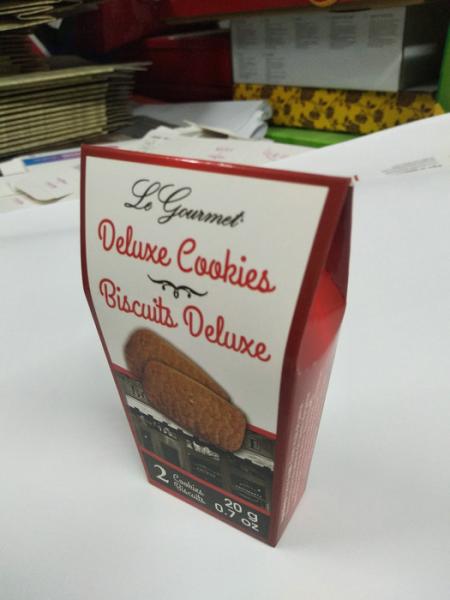 Le Gourmet
Deluxe Cookies
Biscuits Deluxe
2 Cookies
Biscuits
20 g
0.7 oz